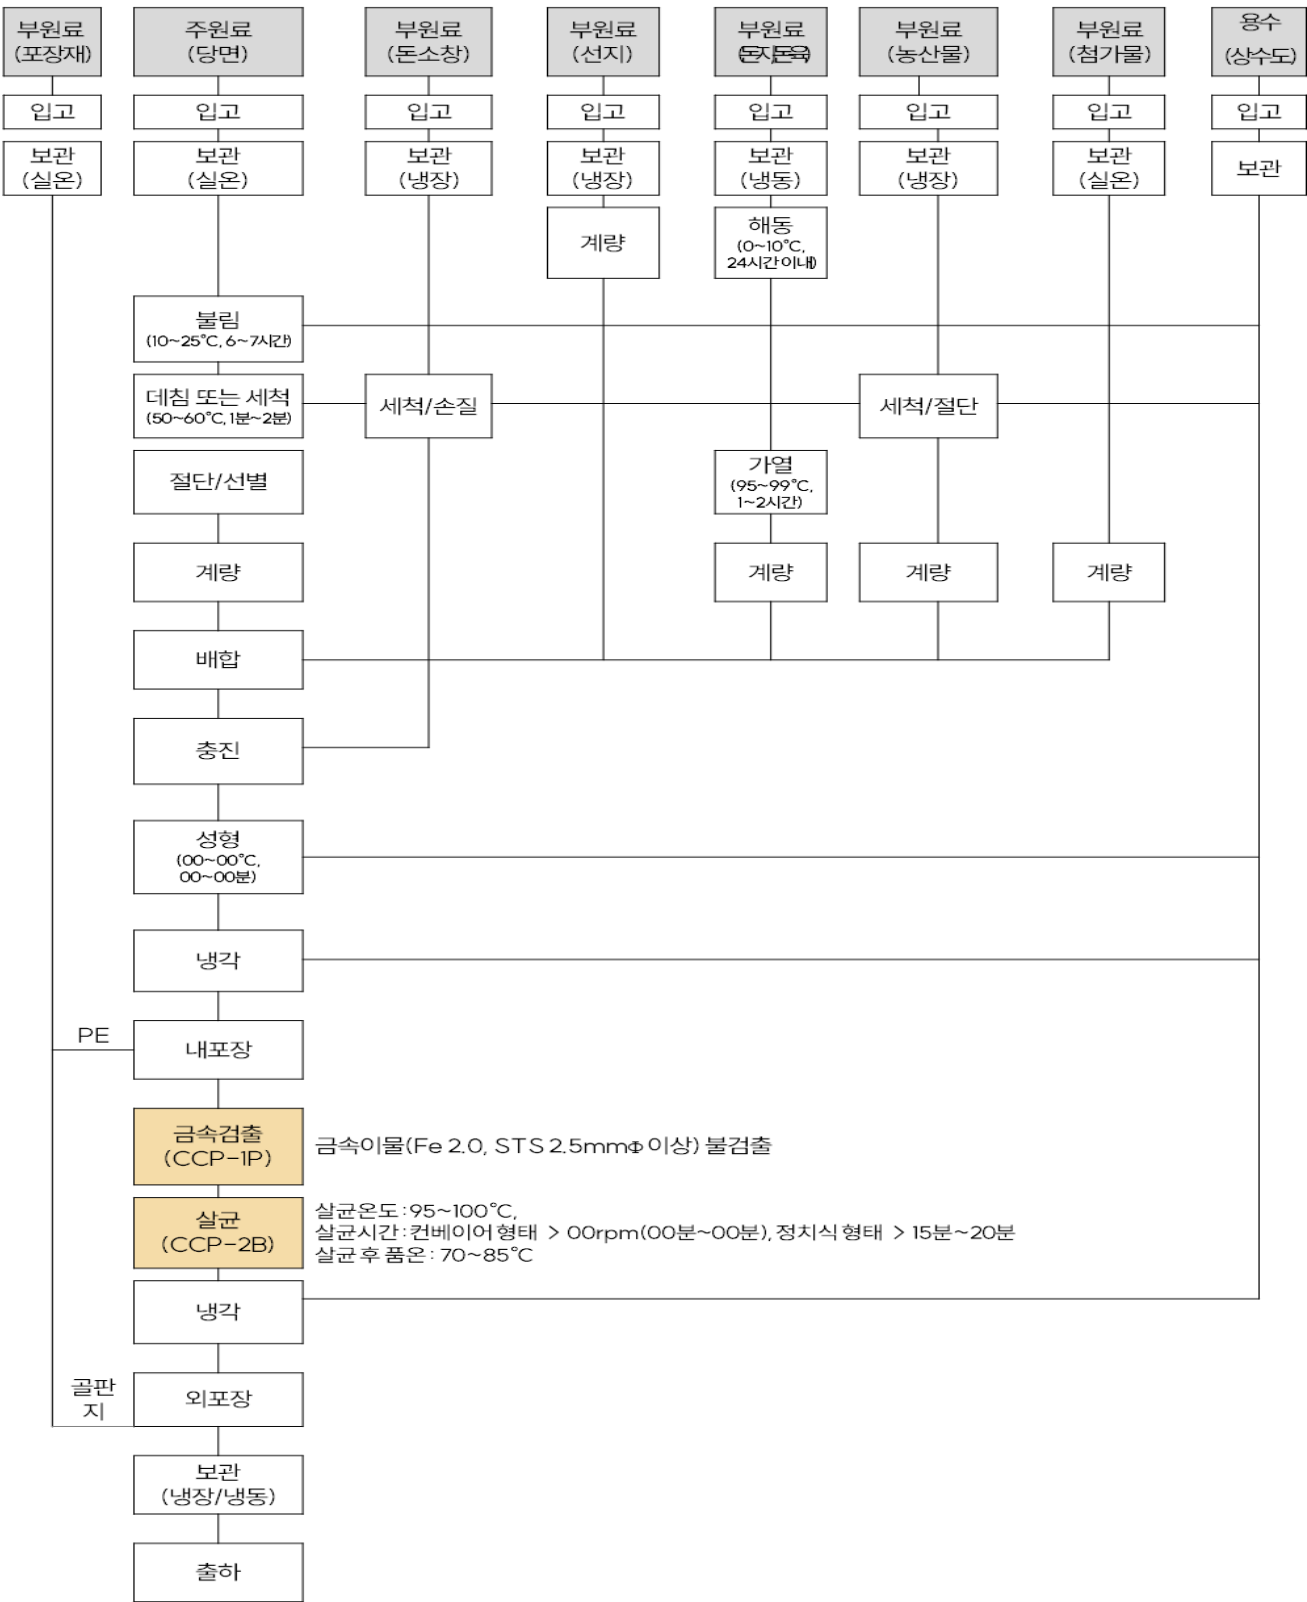 부원료
(포장재)
주원료
(당면)
부원료
(돈소창)
부원료
(선지)
부원료
부원료
(농산물)
부원료
(첨가물)
용수
(상수도)
입고
입고
입고
입고
입고
입고
입고
입고
보관
(실온)
보관
(실온)
보관
(냉장)
보관
(냉장)
보관
(냉동)
보관
(냉장)
보관
(실온)
보관
계량
해동
(0~10℃,
24시간 이내)
불림
(10~25℃, 6~7시간)
데침 또는 세척
(50~60℃, 1분~2분)
세척/손질
세척/절단
절단/선별
가열
(95~99℃,
1~2시간)
계량
계량
계량
계량
배합
충진
성형
(00~00℃,
00~00분)
냉각
PE
내포장
금속검출
(CCP-1P)
금속이물(Fe 2.0, STS 2.5mmΦ 이상) 불검출
살균
(CCP-2B)
살균온도 : 95~100℃,
살균시간 : 컨베이어 형태 > 00rpm(00분~00분), 정치식 형태 > 15분~20분
살균 후 품온 : 70~85℃
냉각
골판
지
외포장
보관
(냉장/냉동)
출하